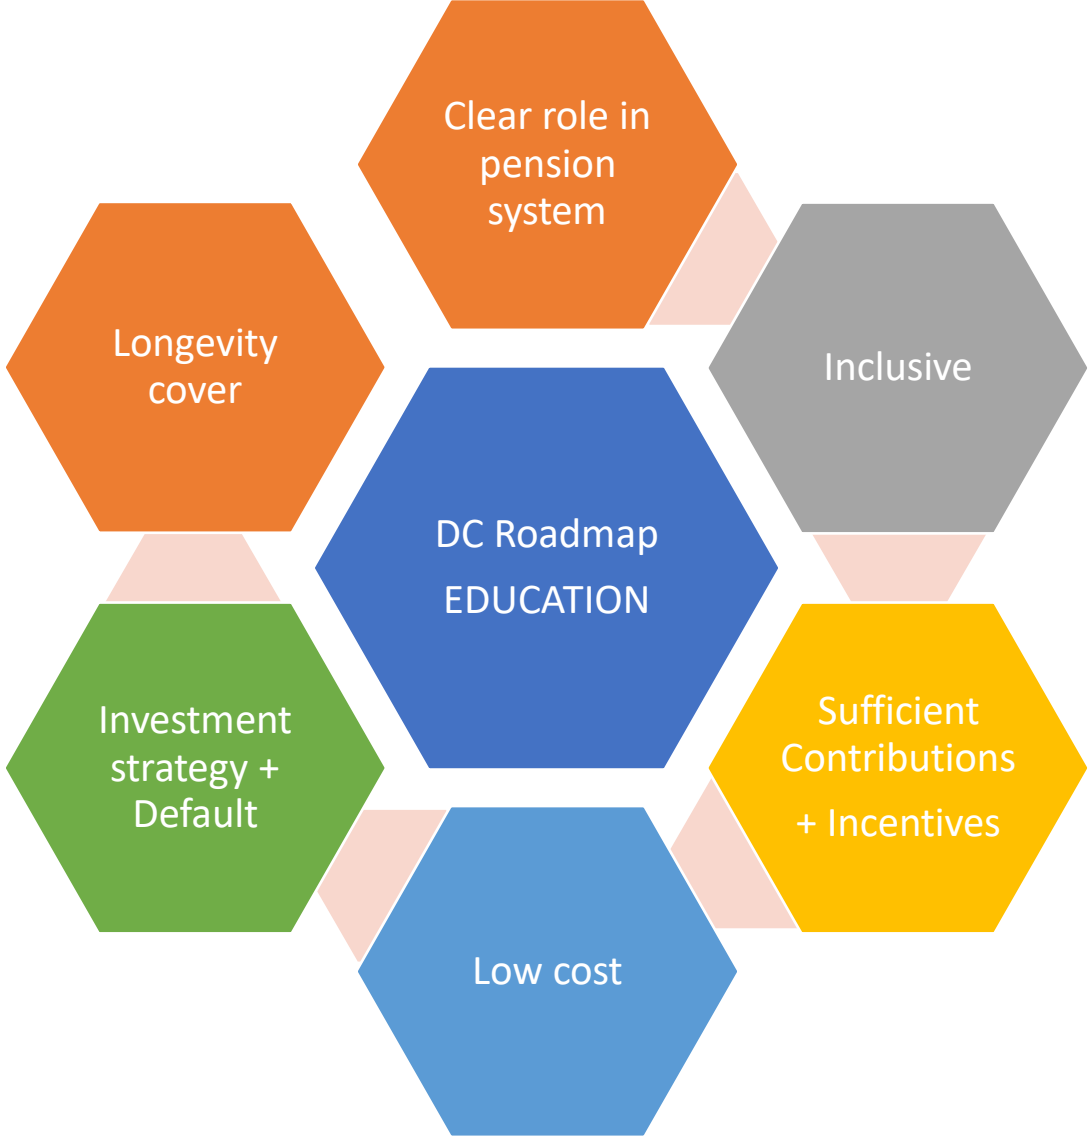 Clear role in
pension
system
Inclusive
Sufficient
Contributions
+ Incentives
Low cost
Investment
strategy +
Default
Longevity
cover
DC Roadmap
EDUCATION